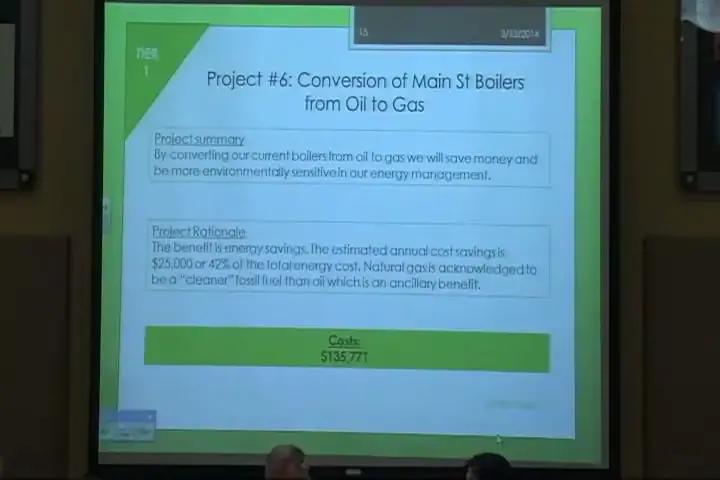 15
3/13/2014
TIER
1
Project #6: Conversion of Main St Boilers
from Oil to Gas
Project summary
By converting our current boilers from oil to gas we will save money and
be more environmentally sensitive in our energy management.
Project Rationale
The benefit is energy savings. The estimated annual cost savings is
$25,000 or 42% of the total energy cost. Natural gas is acknowledged to
be a "cleaner" fossil fuel than oil which is an ancillary benefit.
Costs:
$135,771